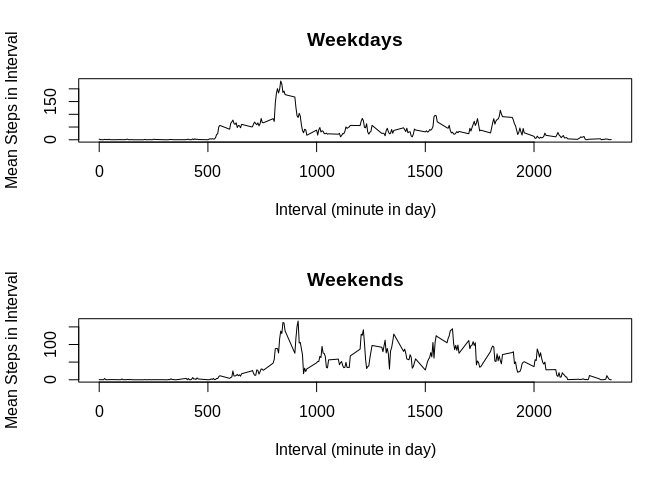 Weekdays
Mean Steps in Interval
0 150
0 500 1000 1500 2000
Interval (minute in day)
Weekends
Mean Steps in Interval
0 100
0 500 1000 1500 2000
Interval (minute in day)